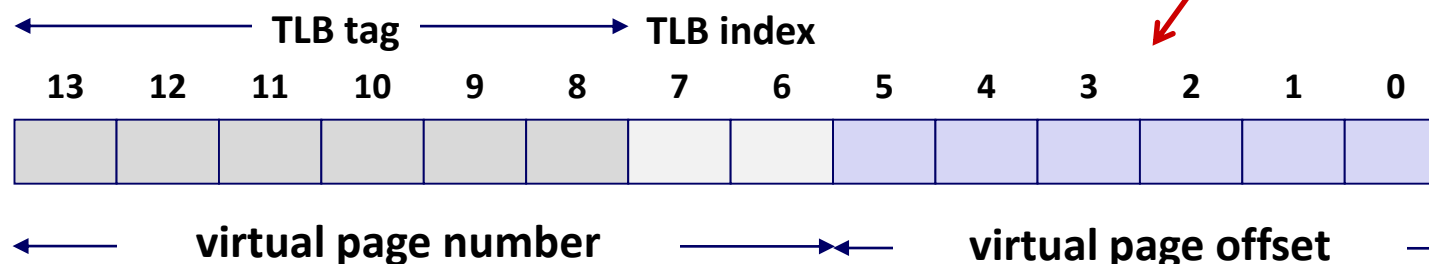 TLB tag TLB index
13 12 11 10 9 8 7 6 5 4 3 2 1 0
virtual page number virtual page offset